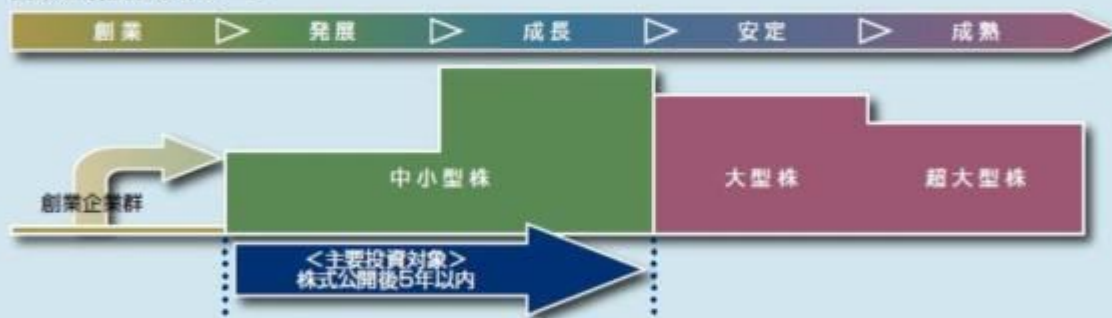 創業 ▷ 発展 ▷ 成長 ▷ 安定 ▷ 成熟
中小型株
大型株
超大型株
創業企業群
＜主要投資対象＞
株式公開後5年以内